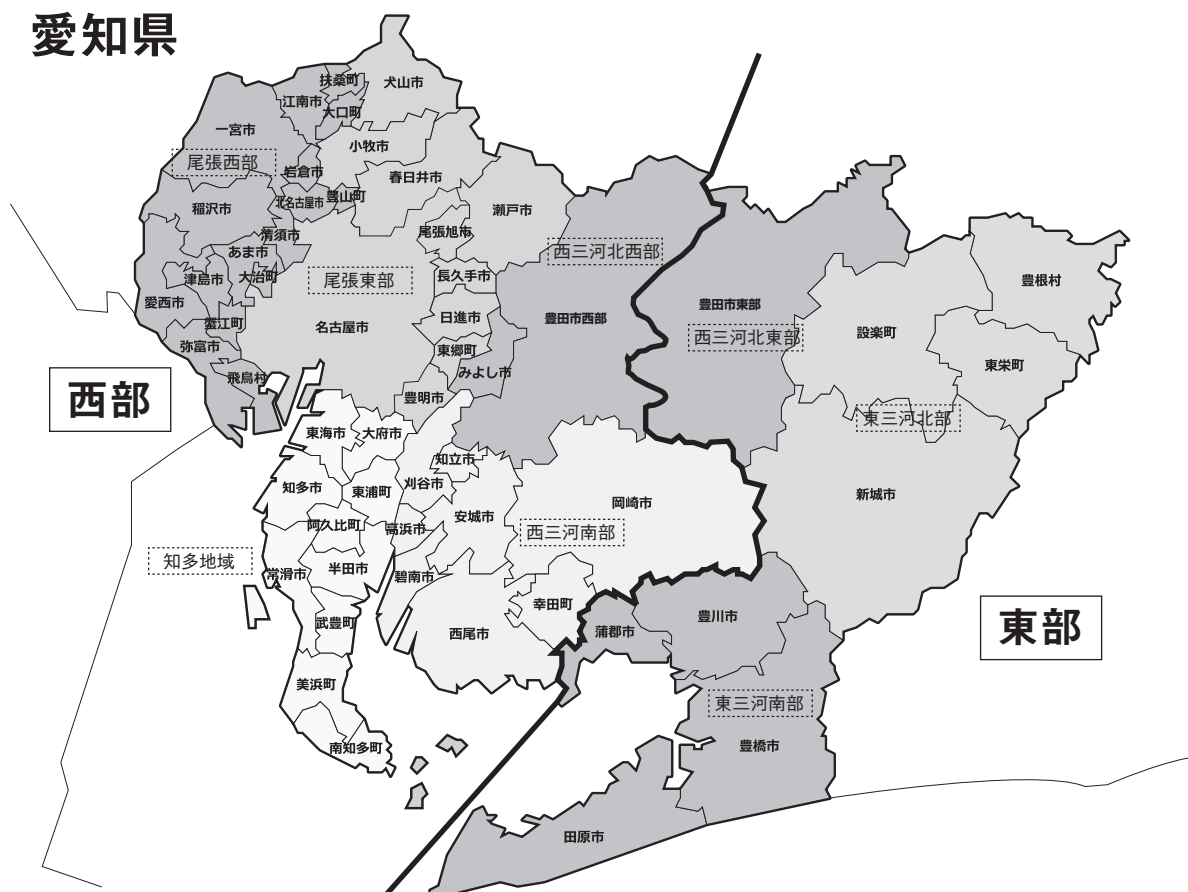 愛知県
扶桑町
犬山市
江南市
大口町
一宮市
小牧市
尾張西部
岩倉市
春日井市
稲沢市
北名古屋市
豊山町
瀬戸市
清須市
尾張旭市
あま市
西三河北西部
津島市
大治町
尾張東部
長久手市
豊根村
愛西市
蟹江町
名古屋市
日進市
豊田市西部
豊田市東部
西三河北東部
設楽町
弥富市
東郷町
東栄町
飛島村
みよし市
西部
豊明市
東三河北部
東海市
大府市
知立市
知多市
東浦町
刈谷市
岡崎市
新城市
阿久比町
高浜市
安城市
西三河南部
知多地域
常滑市
半田市
碧南市
幸田町
豊川市
武豊町
西尾市
蒲郡市
東部
美浜町
東三河南部
南知多町
豊橋市
田原市